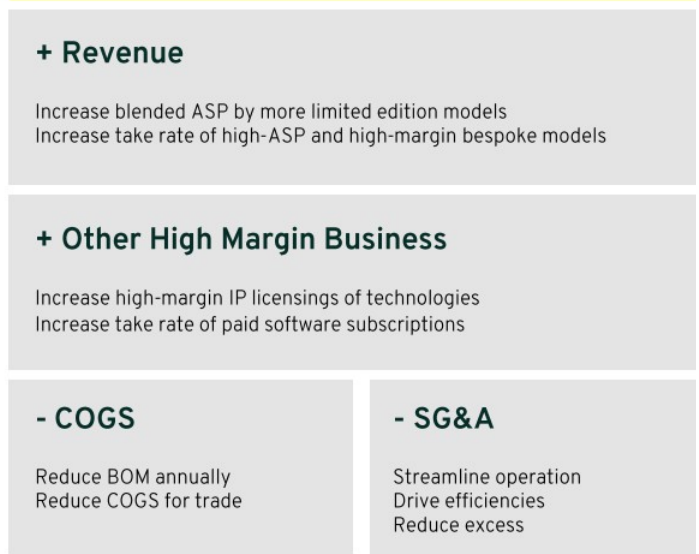 + Revenue
Increase blended ASP by more limited edition models
Increase take rate of high-ASP and high-margin bespoke models
+ Other High Margin Business
Increase high-margin IP licensings of technologies
Increase take rate of paid software subscriptions
- COGS
Reduce BOM annually
Reduce COGS for trade
- SG&A
Streamline operation
Drive efficiencies
Reduce excess